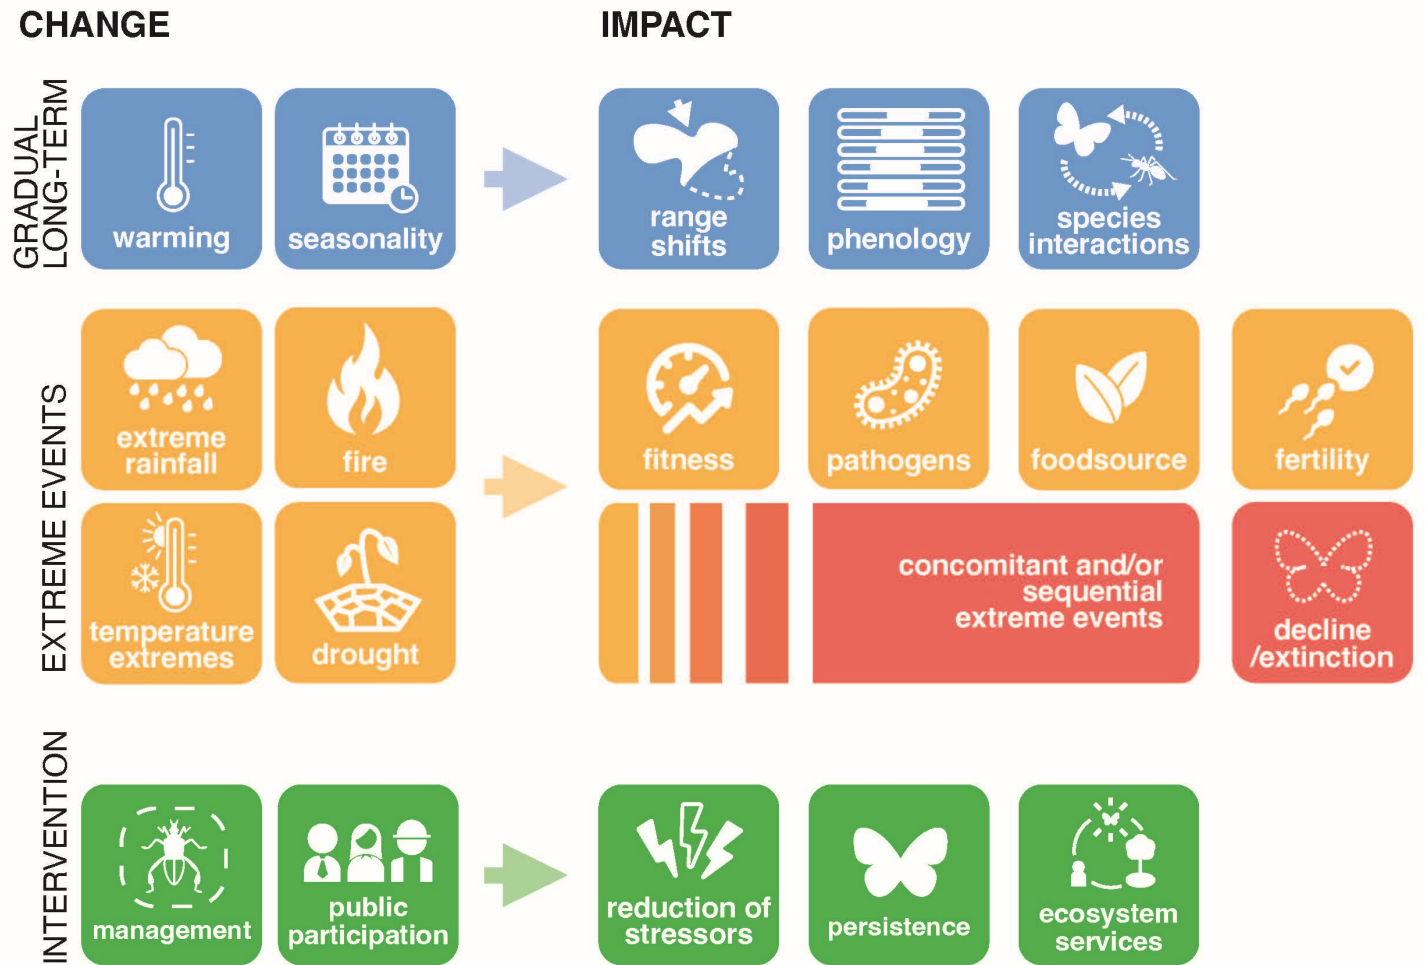 CHANGE
IMPACT
GRADUAL
LONG-TERM
warming
seasonality
range
shifts
phenology
species
interactions
EXTREME EVENTS
extreme
rainfall
fire
fitness
pathogens
foodsource
fertility
temperature
extremes
drought
concomitant and/or
sequential
extreme events
decline
/extinction
INTERVENTION
management
public
participation
reduction of
stressors
persistence
ecosystem
services